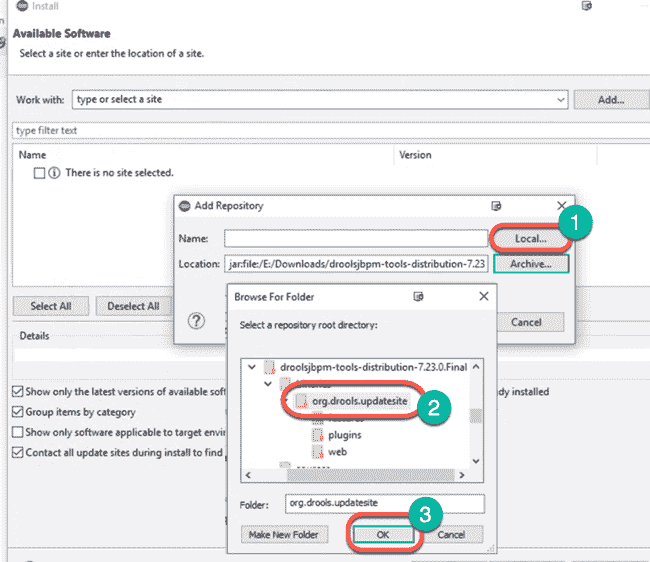 Install
Available Software
Select a site or enter the location of a site.
Work with: type or select a site Add...
type filter text
Name Version
There is no site selected.
Add Repository
1
Name: Local...
Location: jar:file:/E:/Downloads/droolsjbpm-tools-distribution-7.23 Archive...
Select All Deselect All
Browse For Folder
? Cancel
Select a repository root directory:
Details
droolsjbpm-tools-distribution-7.23.0.Final
Show only the latest versions of available soft
dy installed
org.drools.updatesite 2
Group items by category
Show only software applicable to target envir
plugins
Contact all update sites during install to find
web
Folder: org.drools.updatesite
3
Make New Folder OK Cancel